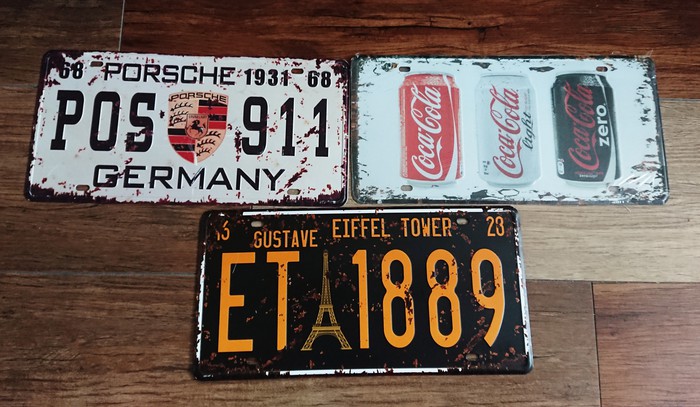 68 PORSCHE 1931 68
POS 911
PORSCHE
GERMANY
Coca-Cola
Coca-Cola
light
Coca-Cola
zero
GUSTAVE EIFFEL TOWER 23
ET 1889